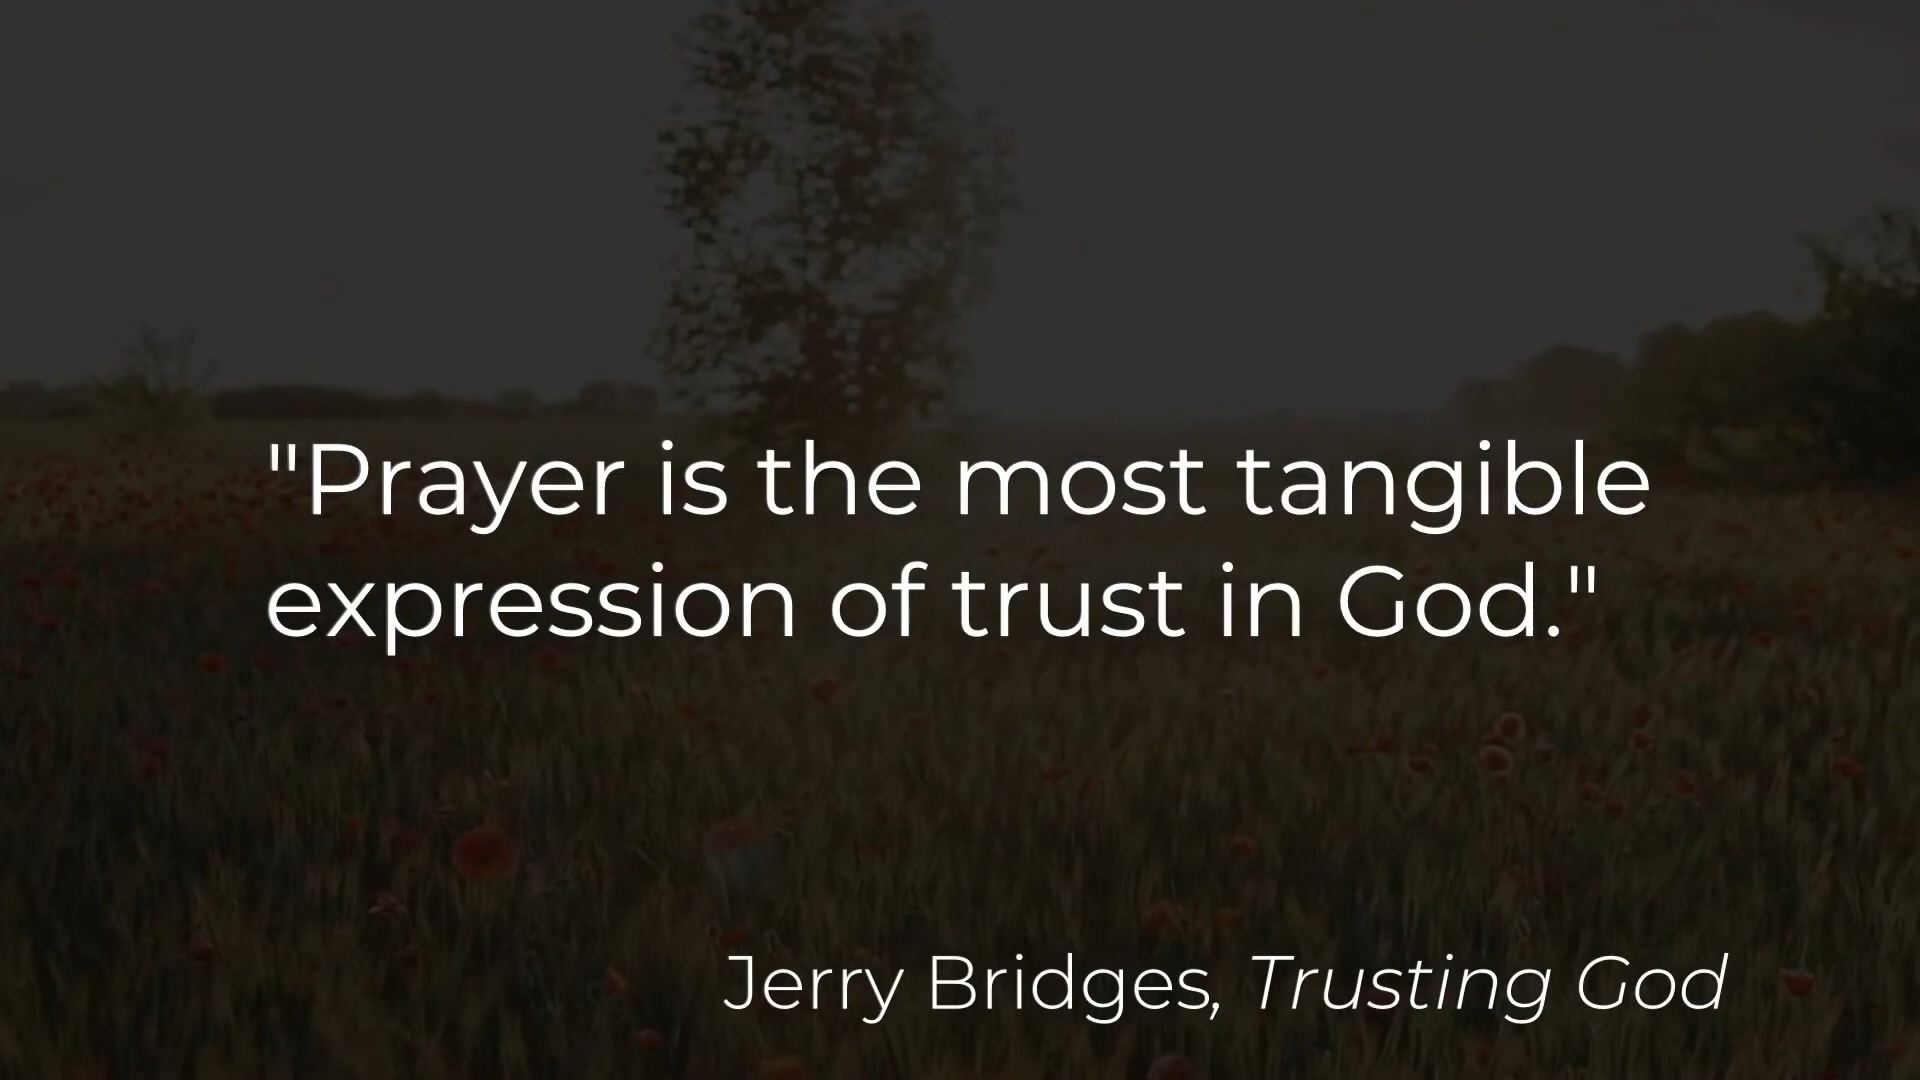 "Prayer is the most tangible
expression of trust in God."
Jerry Bridges, Trusting God